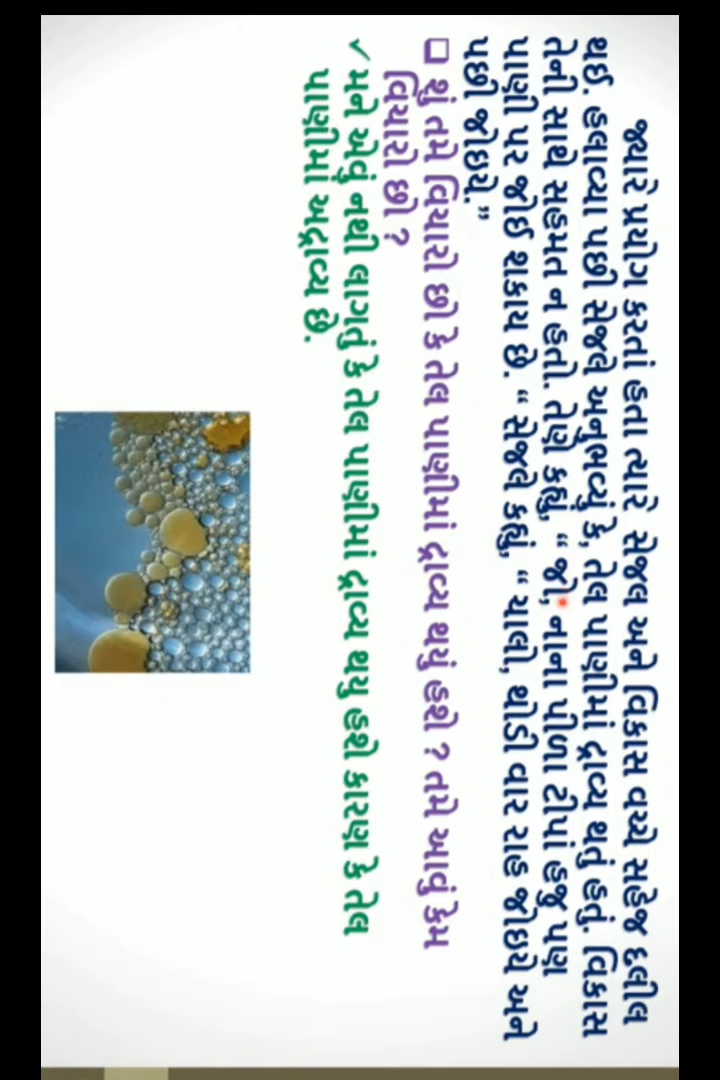 જ્યારે પ્રયોગ કરતાં હતા ત્યારે સેજલ અને વિકાસ વચ્ચે સહેજ દલીલ
થઈ. હલાવ્યા પછી સેજલે અનુભવ્યું કે, તેલ પાણીમાં દ્રાવ્ય થતું હતું. વિકાસ
તેની સાથે સહમત ન હતો. તેણે કહ્યું, “ જો, નાના પીળા ટીપાં હજુ પણ
પાણી પર જોઈ શકાય છે. “ સેજલે કહ્યું, “ ચાલો, થોડી વાર રાહ જોઇએ અને
પછી જોઇએ.”
❑ શું તમે વિચારો છો કે તેલ પાણીમાં દ્રાવ્ય થયું હશે ? તમે આવું કેમ
વિચારો છો ?
✓ મને એવું નથી લાગતું કે તેલ પાણીમાં દ્રાવ્ય થયુ હશે કારણ કે તેલ
પાણીમાં અદ્રાવ્ય છે.